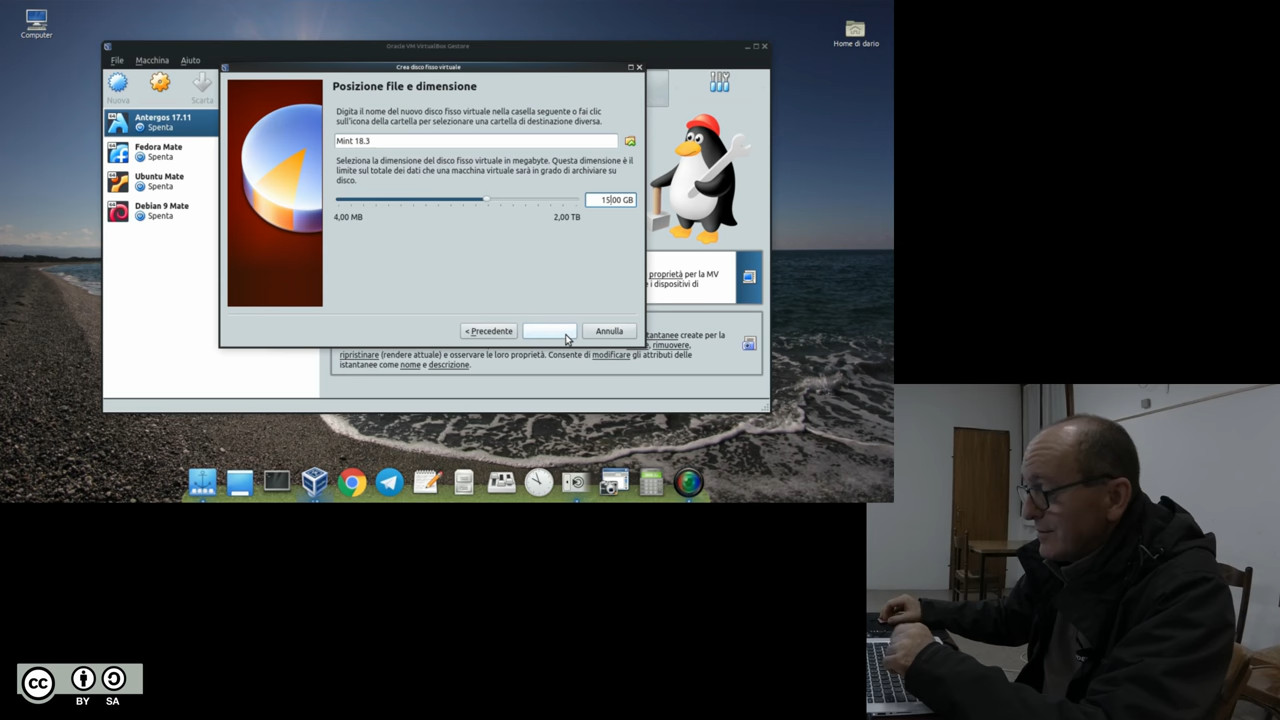 Computer
Home di dario
Oracle VM VirtualBox Gestore
File Macchina Aiuto
Nuova
Scarta
Antergos 17.11
Spenta
Fedora Mate
Spenta
Ubuntu Mate
Spenta
Debian 9 Mate
Spenta
Crea disco fisso virtuale
Posizione file e dimensione
Digita il nome del nuovo disco fisso virtuale nella casella seguente o fai clic
sull'icona della cartella per selezionare una cartella di destinazione diversa.
Mint 18.3
Seleziona la dimensione del disco fisso virtuale in megabyte. Questa dimensione è il
limite sul totale dei dati che una macchina virtuale sarà in grado di archiviare su
disco.
15,00 GB
4,00 MB 2,00 TB
< Precedente
Annulla
proprietà per la MV
e i dispositivi di
stantanee create per la
rimuovere,
ripristinare (rendere attuale) e osservare le loro proprietà. Consente di modificare gli attributi delle
istantanee come nome e descrizione.
cc
BY SA